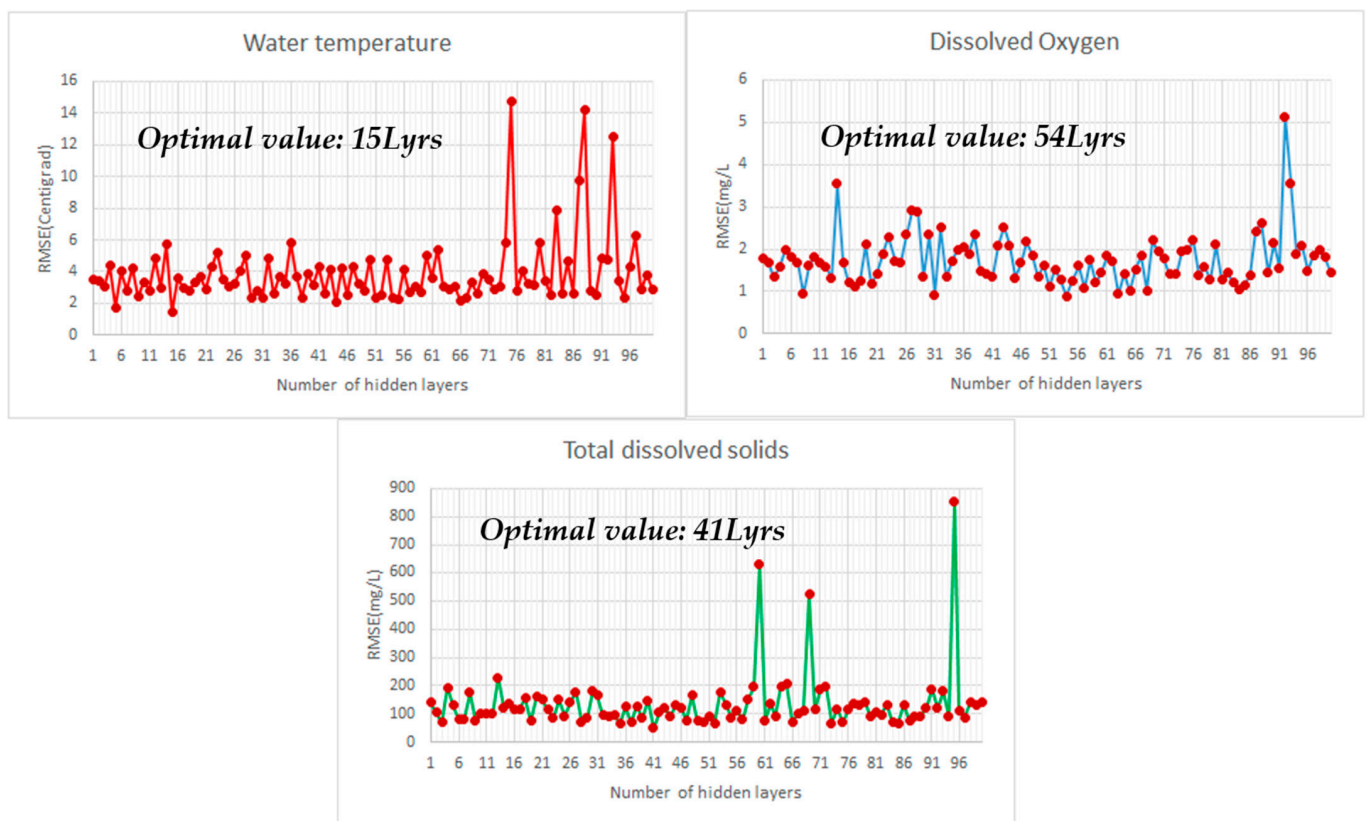 Water temperature
16
14
12
10
8
6
4
2
0
RMSE(Centigrad)
Optimal value: 15Lyrs
1 6 11 16 21 26 31 36 41 46 51 56 61 66 71 76 81 86 91 96
Number of hidden layers
Dissolved Oxygen
6
5
4
3
2
1
0
RMSE(mg/L
Optimal value: 54Lyrs
1 6 11 16 21 26 31 36 41 46 51 56 61 66 71 76 81 86 91 96
Number of hidden layers
Total dissolved solids
900
800
700
600
500
400
300
200
100
0
RMSE(mg/L)
Optimal value: 41Lyrs
1 6 11 16 21 26 31 36 41 46 51 56 61 66 71 76 81 86 91 96
Number of hidden layers